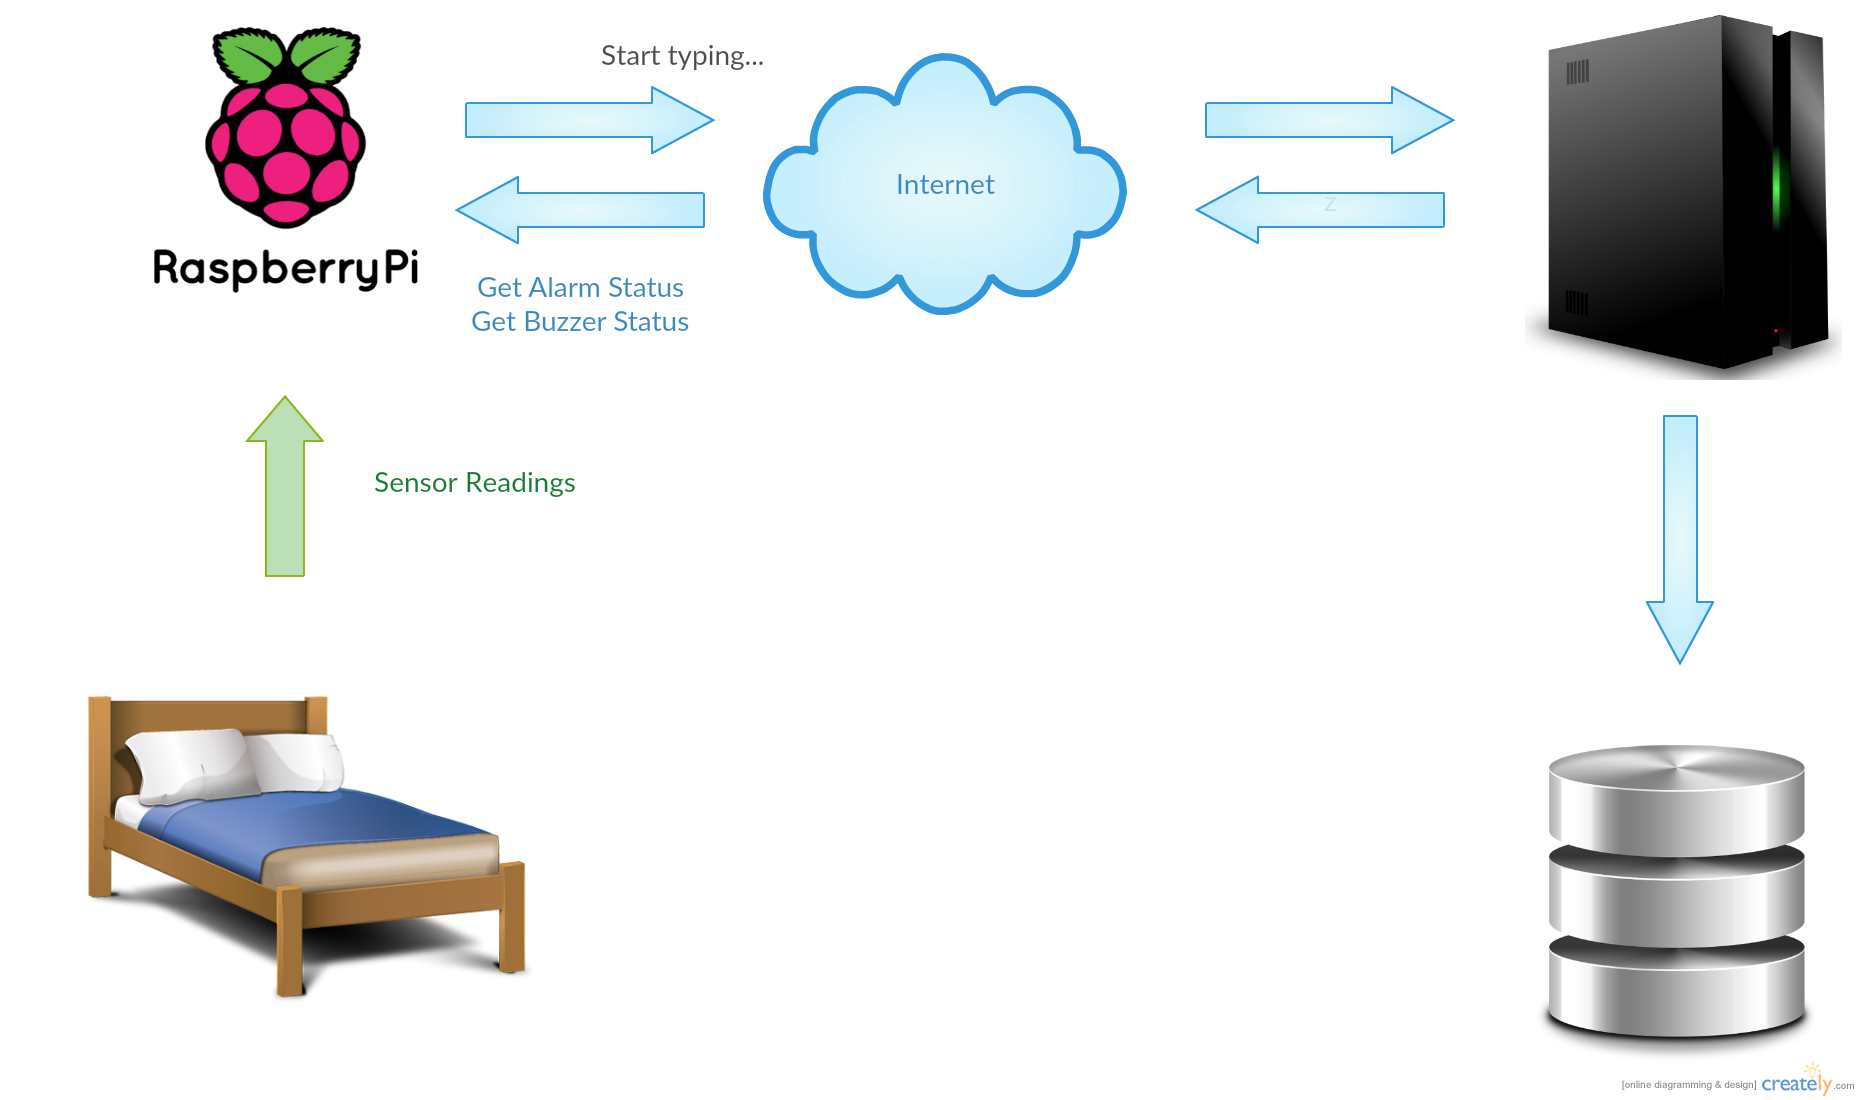 Start typing...
Internet
z
RaspberryPi
Get Alarm Status
Get Buzzer Status
Sensor Readings
[online diagramming & design] creately.com